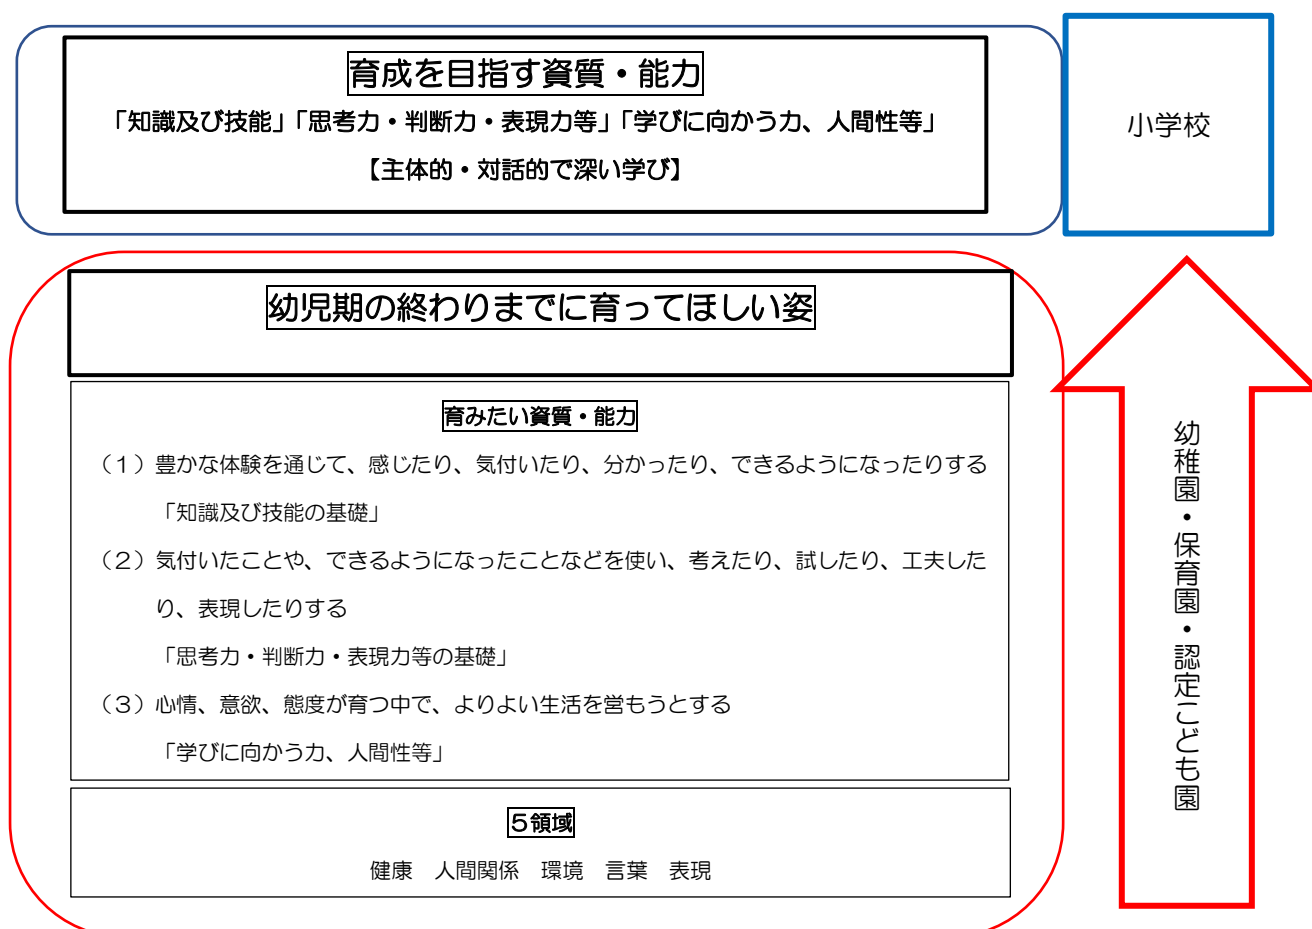 育成を目指す資質・能力
「知識及び技能」「思考力・判断力・表現力等」「学びに向かう力、人間性等」
【主体的・対話的で深い学び】
小学校
幼児期の終わりまでに育ってほしい姿
育みたい資質・能力
（１）豊かな体験を通じて、感じたり、気付いたり、分かったり、できるようになったりする
「知識及び技能の基礎」
（２）気付いたことや、できるようになったことなどを使い、考えたり、試したり、工夫した
り、表現したりする
「思考力・判断力・表現力等の基礎」
（３）心情、意欲、態度が育つ中で、よりよい生活を営もうとする
「学びに向かう力、人間性等」
５領域
健康　人間関係　環境　言葉　表現
幼稚園・保育園・認定こども園